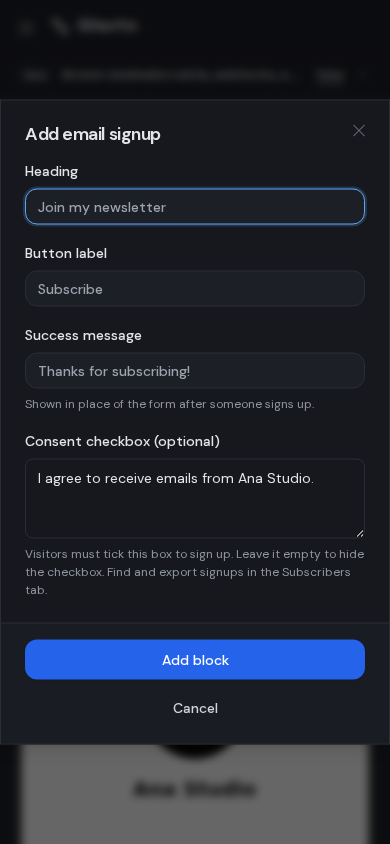 Add email signup
Heading
Join my newsletter
Button label
Subscribe
Success message
Thanks for subscribing!
Shown in place of the form after someone signs up.
Consent checkbox (optional)
I agree to receive emails from Ana Studio.
Visitors must tick this box to sign up. Leave it empty to hide
the checkbox. Find and export signups in the Subscribers
tab.
Add block
Cancel
Ana Studio